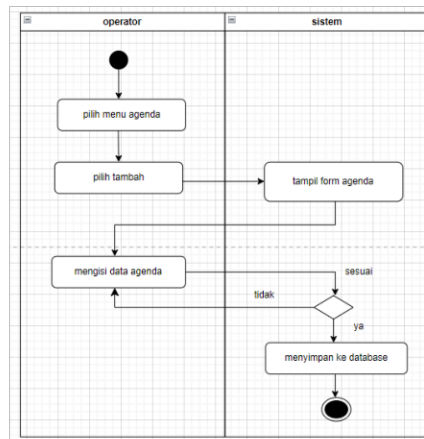 operator
sistem
pilih menu agenda
pilih tambah
tampil form agenda
mengisi data agenda
sesuai
tidak
ya
menyimpan ke database